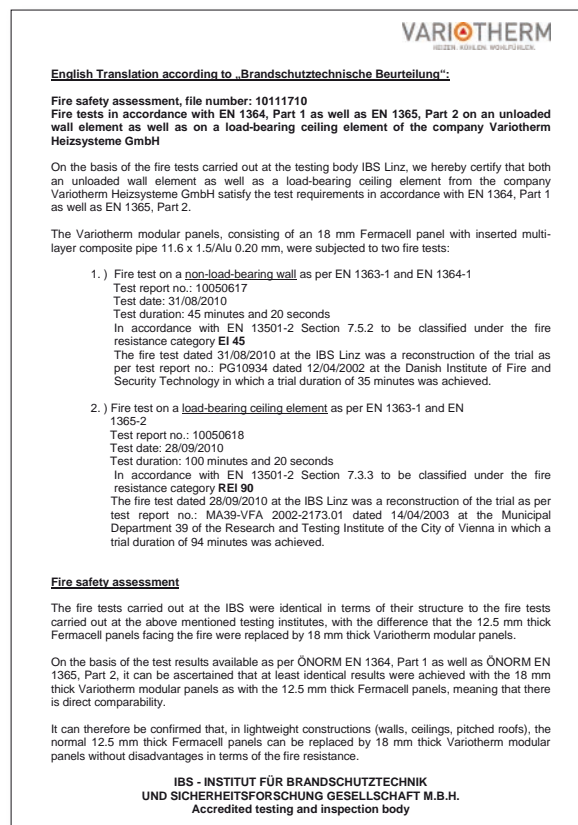 VARIOTHERM
HEIZEN. KÜHLEN. WOHLFÜHLEN.
English Translation according to „Brandschutztechnische Beurteilung“:
Fire safety assessment, file number: 10111710
Fire tests in accordance with EN 1364, Part 1 as well as EN 1365, Part 2 on an unloaded
wall element as well as on a load-bearing ceiling element of the company Variotherm
Heizsysteme GmbH
On the basis of the fire tests carried out at the testing body IBS Linz, we hereby certify that both
an unloaded wall element as well as a load-bearing ceiling element from the company
Variotherm Heizsysteme GmbH satisfy the test requirements in accordance with EN 1364, Part 1
as well as EN 1365, Part 2.
The Variotherm modular panels, consisting of an 18 mm Fermacell panel with inserted multi-
layer composite pipe 11.6 x 1.5/Alu 0.20 mm, were subjected to two fire tests:
1. ) Fire test on a non-load-bearing wall as per EN 1363-1 and EN 1364-1
Test report no.: 10050617
Test date: 31/08/2010
Test duration: 45 minutes and 20 seconds
In accordance with EN 13501-2 Section 7.5.2 to be classified under the fire
resistance category EI 45
The fire test dated 31/08/2010 at the IBS Linz was a reconstruction of the trial as
per test report no.: PG10934 dated 12/04/2002 at the Danish Institute of Fire and
Security Technology in which a trial duration of 35 minutes was achieved.
2. ) Fire test on a load-bearing ceiling element as per EN 1363-1 and EN
1365-2
Test report no.: 10050618
Test date: 28/09/2010
Test duration: 100 minutes and 20 seconds
In accordance with EN 13501-2 Section 7.3.3 to be classified under the fire
resistance category REI 90
The fire test dated 28/09/2010 at the IBS Linz was a reconstruction of the trial as per
test report no.: MA39-VFA 2002-2173.01 dated 14/04/2003 at the Municipal
Department 39 of the Research and Testing Institute of the City of Vienna in which a
trial duration of 94 minutes was achieved.
Fire safety assessment
The fire tests carried out at the IBS were identical in terms of their structure to the fire tests
carried out at the above mentioned testing institutes, with the difference that the 12.5 mm thick
Fermacell panels facing the fire were replaced by 18 mm thick Variotherm modular panels.
On the basis of the test results available as per ÖNORM EN 1364, Part 1 as well as ÖNORM EN
1365, Part 2, it can be ascertained that at least identical results were achieved with the 18 mm
thick Variotherm modular panels as with the 12.5 mm thick Fermacell panels, meaning that there
is direct comparability.
It can therefore be confirmed that, in lightweight constructions (walls, ceilings, pitched roofs), the
normal 12.5 mm thick Fermacell panels can be replaced by 18 mm thick Variotherm modular
panels without disadvantages in terms of the fire resistance.
IBS - INSTITUT FÜR BRANDSCHUTZTECHNIK
UND SICHERHEITSFORSCHUNG GESELLSCHAFT M.B.H.
Accredited testing and inspection body